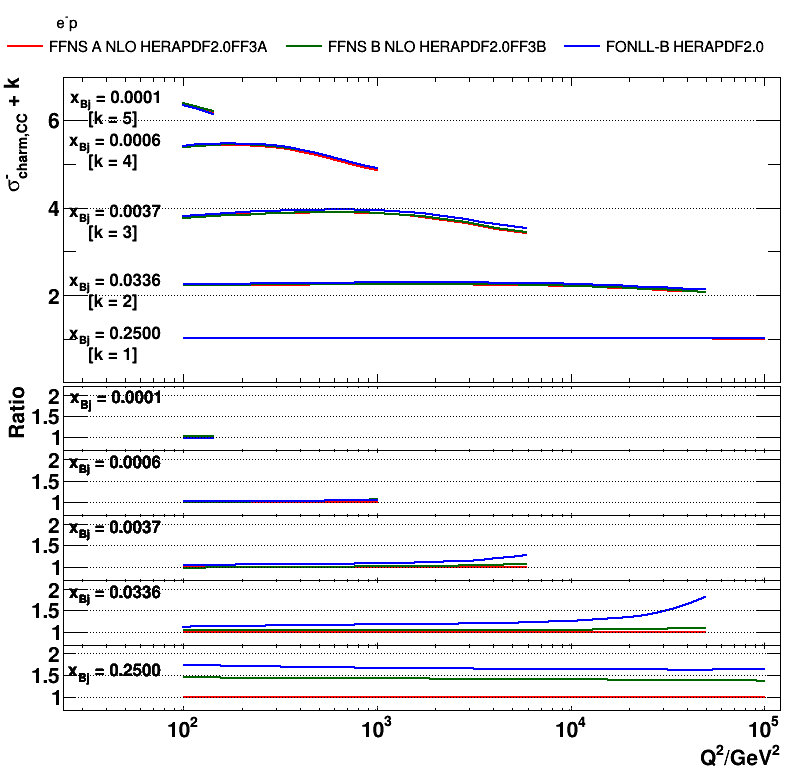 e⁻p
FFNS A NLO HERAPDF2.0FF3A
FFNS B NLO HERAPDF2.0FF3B
FONLL-B HERAPDF2.0
σ⁻charm,CC + k
6
4
2
xBj = 0.0001
[k = 5]
xBj = 0.0006
[k = 4]
xBj = 0.0037
[k = 3]
xBj = 0.0336
[k = 2]
xBj = 0.2500
[k = 1]
Ratio
2
xBj = 0.0001
1.5
1
2
xBj = 0.0006
1.5
1
2
xBj = 0.0037
1.5
1
2
xBj = 0.0336
1.5
1
2
xBj = 0.2500
1.5
1
10² 10³ 10⁴ 10⁵
Q²/GeV²